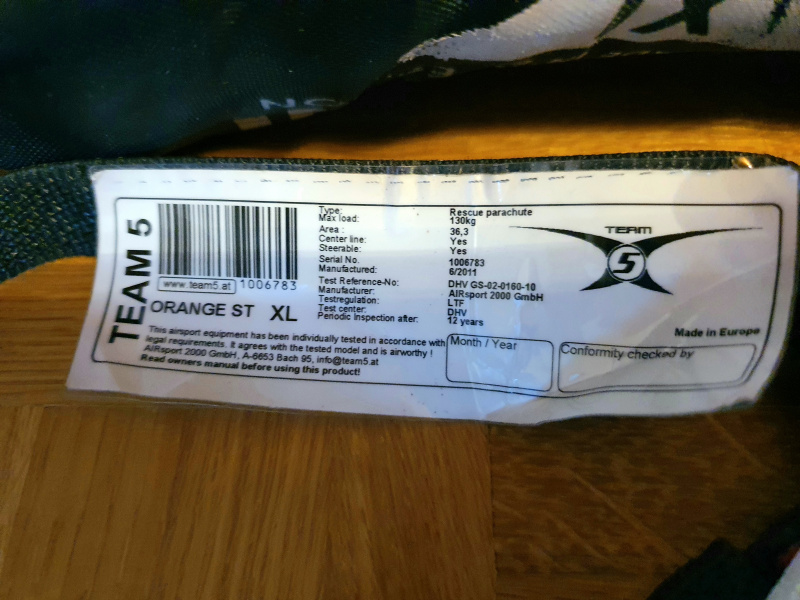 TEAM 5
www.team5.at 1006783
ORANGE ST XL
Type: Rescue parachute
Max load: 130kg
Area : 36,3
Center line: Yes
Steerable: Yes
Serial No. 1006783
Manufactured: 6/2011
Test Reference-No: DHV GS-02-0160-10
Manufacturer: AIRsport 2000 GmbH
Testregulation: LTF
Test center: DHV
Periodic Inspection after: 12 years
TEAM
5
Made in Europe
This airsport equipment has been individually tested in accordance with
legal requirements. It agrees with the tested model and is airworthy !
AIRsport 2000 GmbH, A-6653 Bach 95, info@team5.at
Read owners manual before using this product!
Month / Year
Conformity checked by